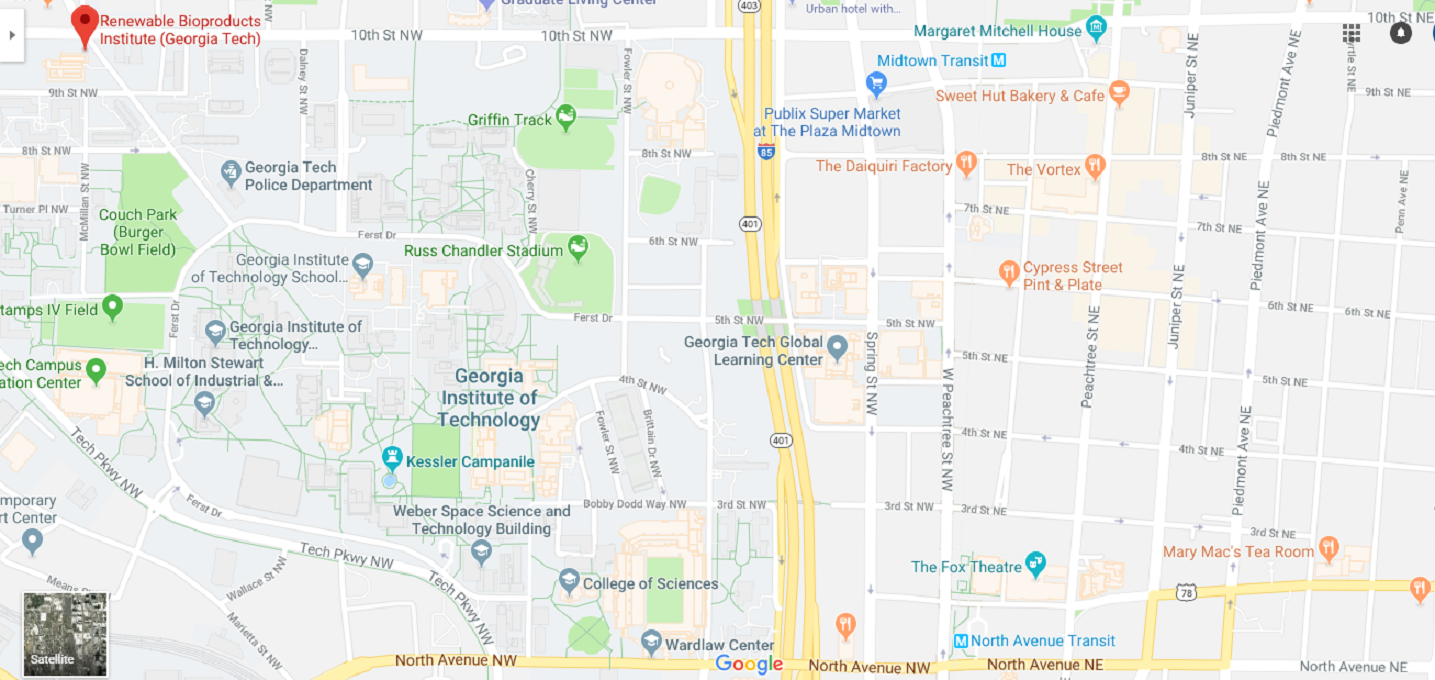 Graduate Living Center
403
Urban hotel with...
Renewable Bioproducts
Institute (Georgia Tech)
10th St NW
10th St NW
Margaret Mitchell House
10th St NE
Midtown Transit M
Juniper St NE
Piedmont Ave NE
9th St NW
Dalney St NW
Fowler St NW
Sweet Hut Bakery & Cafe
9th St NE
Griffin Track
Publix Super Market
at The Plaza Midtown
8th St NW
8th St NW
85
The Daiquiri Factory
The Vortex
8th St NE
8th St NE
Georgia Tech
Police Department
McMillan St NW
Cherry St NW
Penn Ave NE
Turner Pl NW
Couch Park
(Burger
Bowl Field)
7th St NE
7th St NE
401
Ferst Dr
6th St NW
Russ Chandler Stadium
Georgia Institute
of Technology School...
Cypress Street
Pint & Plate
Piedmont Ave NE
Juniper St NE
6th St NE
tamps IV Field
Ferst Dr
Ferst Dr
5th St NW
5th St NW
Georgia Institute of
Technology...
Georgia Tech Global
Learning Center
Peachtree St NE
5th St NE
5th St NE
ech Campus
ation Center
H. Milton Stewart
School of Industrial &...
Georgia
Institute of
Technology
4th St NW
Spring St NW
W Peachtree St NW
Fowler St NW
Brittain Dr NW
401
4th St NE
4th St NE
Piedmont Ave NE
Tech Pkwy NW
Kessler Campanile
mporary
rt Center
Ferst Dr
Weber Space Science and
Technology Building
Bobby Dodd Way NW
3rd St NW
3rd St NE
3rd St NE
Tech Pkwy NW
Tech Pkwy NW
Mary Mac's Tea Room
The Fox Theatre
Wallace St NW
College of Sciences
78
Marietta St NW
Satellite
Wardlaw Center
M North Avenue Transit
North Avenue NW
Google
North Avenue NW
North Avenue NE
North Avenue NE